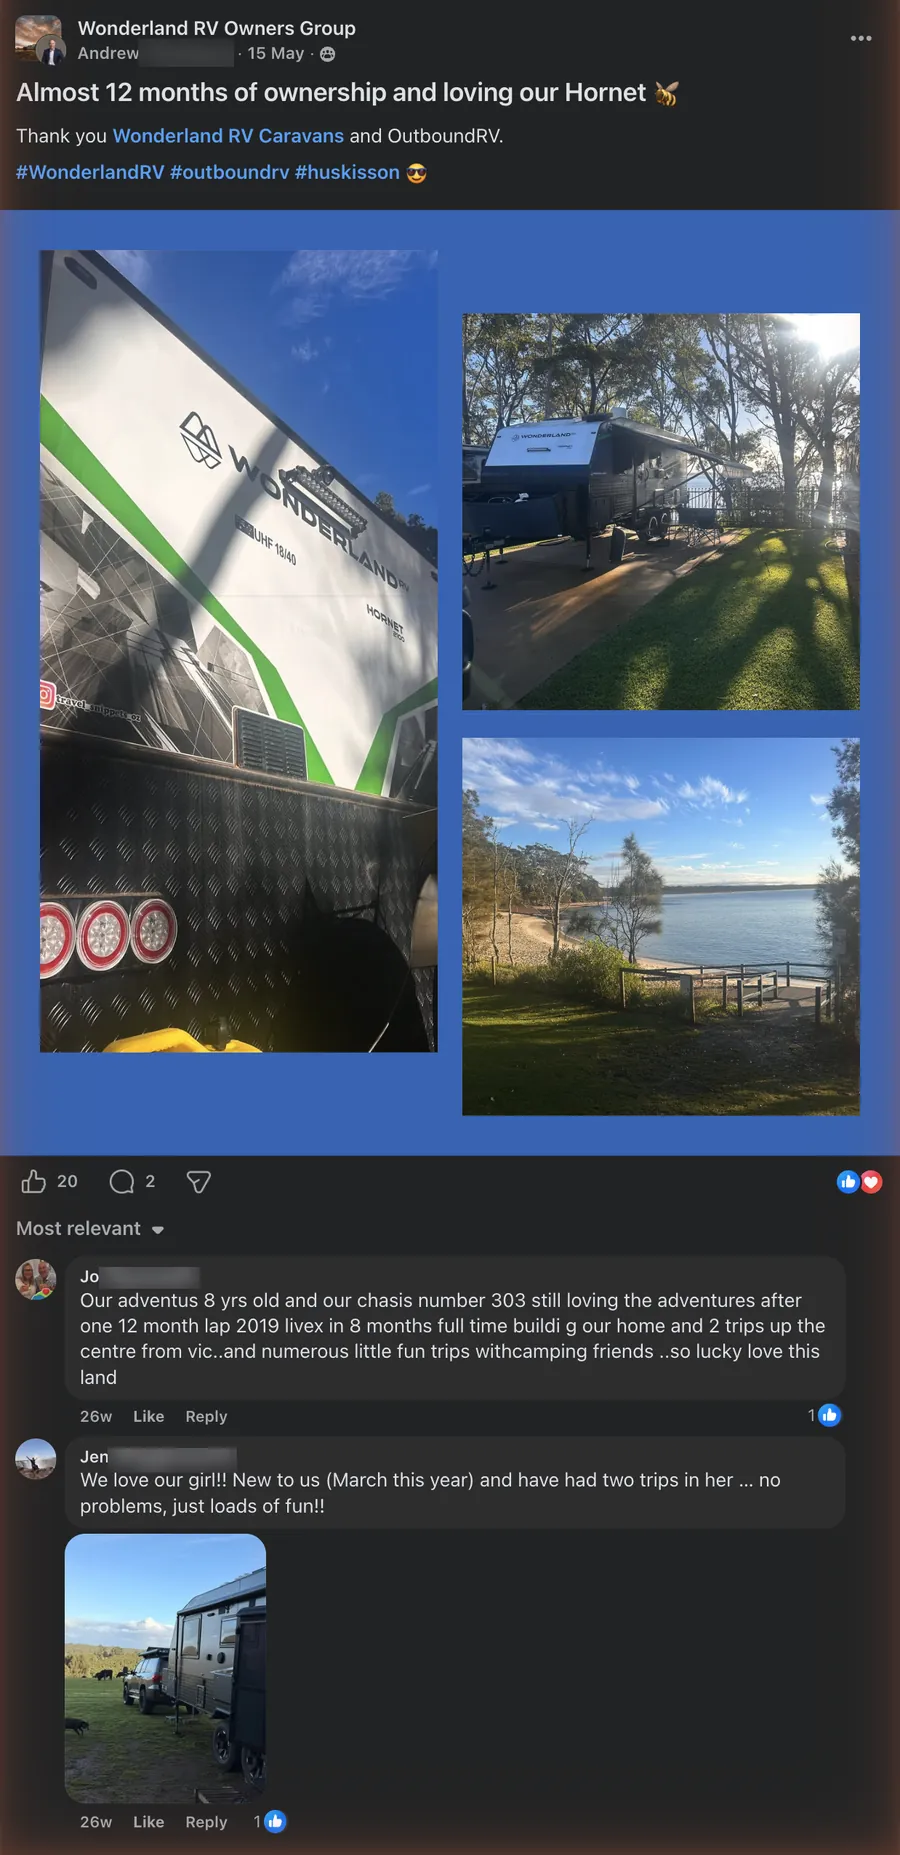 Wonderland RV Owners Group
Andrew · 15 May ·
Almost 12 months of ownership and loving our Hornet 🐝
Thank you Wonderland RV Caravans and OutboundRV.
#WonderlandRV #outboundrv #huskisson 😎
WONDERLAND RV
UHF 18/40
HORNET
travel_snippets_oz
WONDERLAND
20
2
Most relevant
Jo
Our adventus 8 yrs old and our chasis number 303 still loving the adventures after
one 12 month lap 2019 livex in 8 months full time buildi g our home and 2 trips up the
centre from vic..and numerous little fun trips withcamping friends ..so lucky love this
land
26w Like Reply
1
Jen
We love our girl!! New to us (March this year) and have had two trips in her ... no
problems, just loads of fun!!
26w Like Reply 1